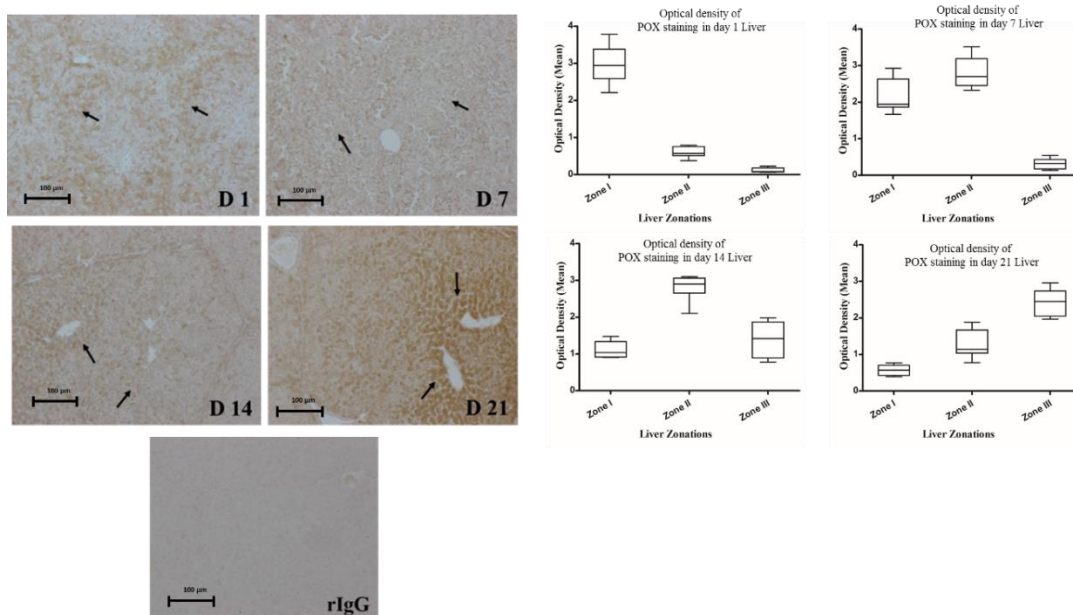 100 µm
D 1
100 µm
D 7
100 µm
D 14
100 µm
D 21
100 µm
rIgG
Optical density of
POX staining in day 1 Liver
Optical Density (Mean)
4
3
2
1
0
Zone I
Zone II
Zone III
Liver Zonations
Optical density of
POX staining in day 7 Liver
Optical Density (Mean)
4
3
2
1
0
Zone I
Zone II
Zone III
Liver Zonations
Optical density of
POX staining in day 14 Liver
Optical Density (Mean)
4
3
2
1
0
Zone I
Zone II
Zone III
Liver Zonations
Optical density of
POX staining in day 21 Liver
Optical Density (Mean)
4
3
2
1
0
Zone I
Zone II
Zone III
Liver Zonations